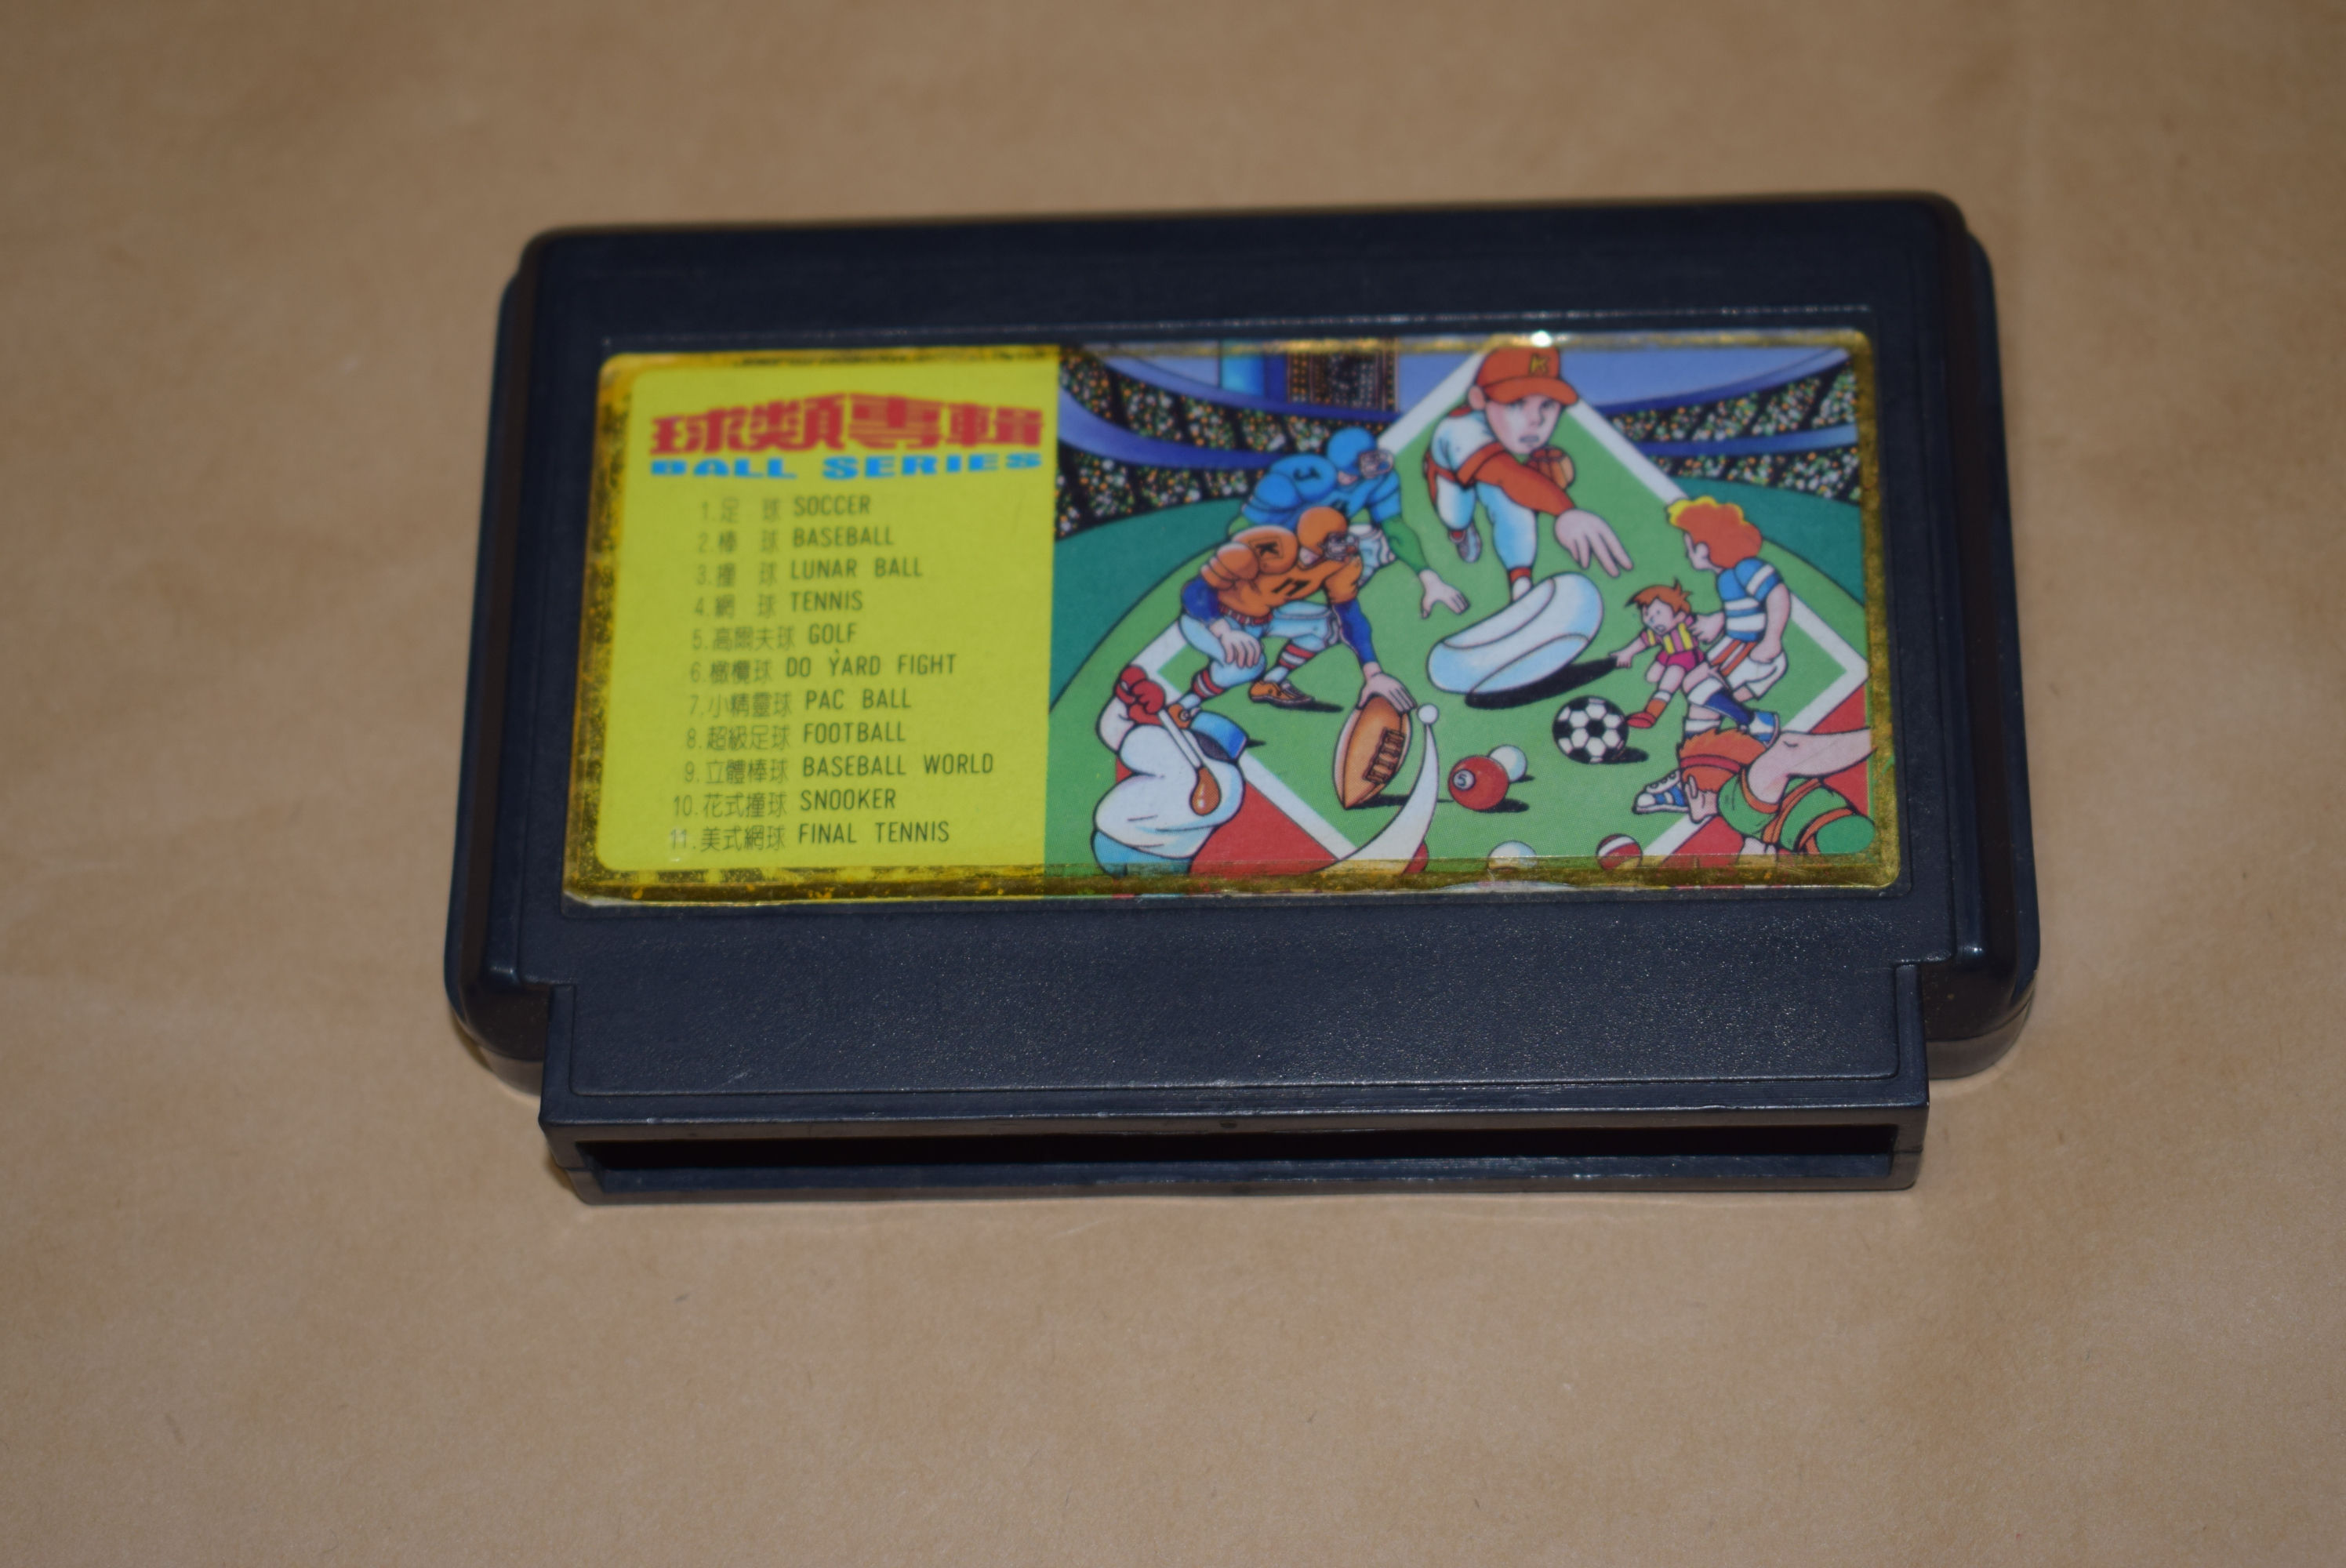 球類專輯
BALL SERIES
1.足 球 SOCCER
2.棒 球 BASEBALL
3.撞 球 LUNAR BALL
4.網 球 TENNIS
5.高爾夫球 GOLF
6.橄欖球 DO YARD FIGHT
7.小精靈球 PAC BALL
8.超級足球 FOOTBALL
9.立體棒球 BASEBALL WORLD
10.花式撞球 SNOOKER
11.美式網球 FINAL TENNIS
K
K
17
5